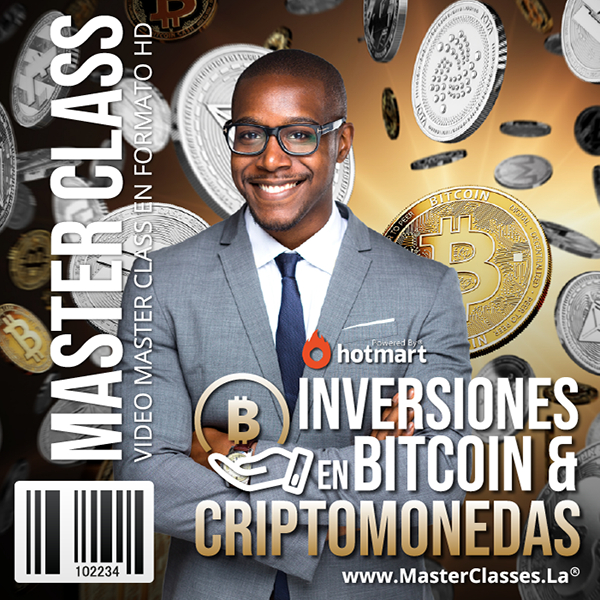 MASTER CLASS
VIDEO MASTER CLASS EN FORMATO HD
BITCOIN
Powered By
hotmart
INVERSIONES
EN BITCOIN &
CRIPTOMONEDAS
www.MasterClasses.La®
102234